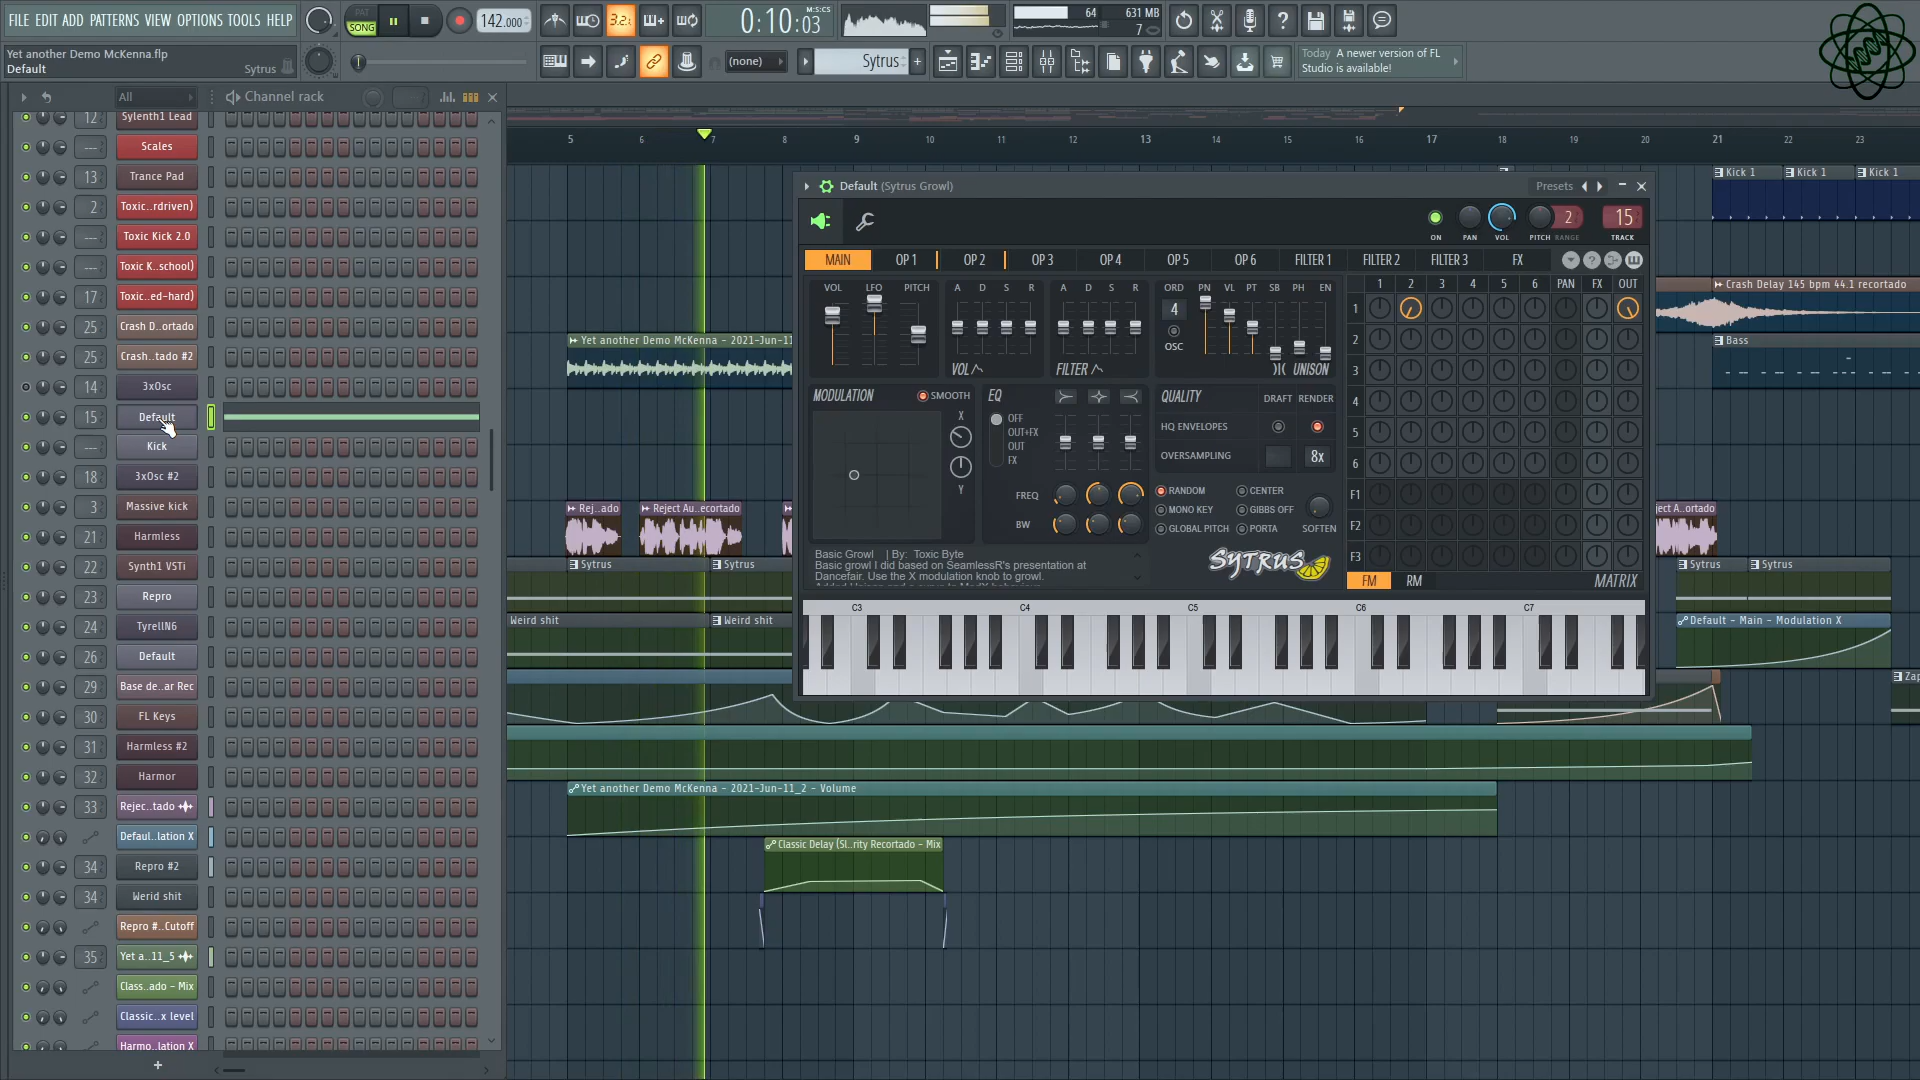 FILE EDIT ADD PATTERNS VIEW OPTIONS TOOLS HELP
PAT
SONG
142.000
3.2.
0:10:03
M:S:CS
64
631 MB
7
Yet another Demo McKenna.flp
Default
Sytrus
(none)
Sytrus
+
Today A newer version of FL
Studio is available!
All
Channel rack
12 Sylenth1 Lead
--- Scales
13 Trance Pad
2 Toxic..rdriven)
--- Toxic Kick 2.0
--- Toxic K..school)
17 Toxic..ed-hard)
25 Crash D..ortado
25 Crash..tado #2
14 3xOsc
15 Default
--- Kick
18 3xOsc #2
3 Massive kick
21 Harmless
22 Synth1 VSTi
23 Repro
24 TyrellN6
26 Default
29 Base de..ar Rec
30 FL Keys
31 Harmless #2
32 Harmor
33 Rejec..tado
Defaul..lation X
34 Repro #2
34 Werid shit
Repro #..Cutoff
35 Yet a..11_5
Class..ado - Mix
Classic..x level
Harmo..lation X
+
5 6 7 8 9 10 11 12 13 14 15 16 17 18 19 20 21 22 23
Kick 1 Kick 1 Kick 1
Crash Delay 145 bpm 44.1 recortado
Bass
Yet another Demo McKenna - 2021-Jun-11
Rej..ado
Reject Au..ecortado
ject A..ortado
Sytrus Sytrus
Sytrus Sytrus
Weird shit Weird shit
Default - Main - Modulation X
Zap
Yet another Demo McKenna - 2021-Jun-11_2 - Volume
Classic Delay (Sl..rity Recortado - Mix
Default (Sytrus Growl)
Presets
ON PAN VOL PITCH RANGE TRACK
2
15
MAIN OP 1 OP 2 OP 3 OP 4 OP 5 OP 6 FILTER 1 FILTER 2 FILTER 3 FX
VOL LFO PITCH
A D S R
VOL
A D S R
FILTER
ORD PN VL PT SB PH EN
4
OSC
UNISON
MODULATION
SMOOTH
X
Y
EQ
OFF
OUT+FX
OUT
FX
FREQ
BW
QUALITY DRAFT RENDER
HQ ENVELOPES
OVERSAMPLING 8x
RANDOM CENTER
MONO KEY GIBBS OFF
GLOBAL PITCH PORTA
SOFTEN
Basic Growl | By: Toxic Byte
Basic growl I did based on SeamlessR's presentation at
Dancefair. Use the X modulation knob to growl.
SYTRUS
1 2 3 4 5 6 PAN FX OUT
1
2
3
4
5
6
F1
F2
F3
FM RM MATRIX
C3 C4 C5 C6 C7